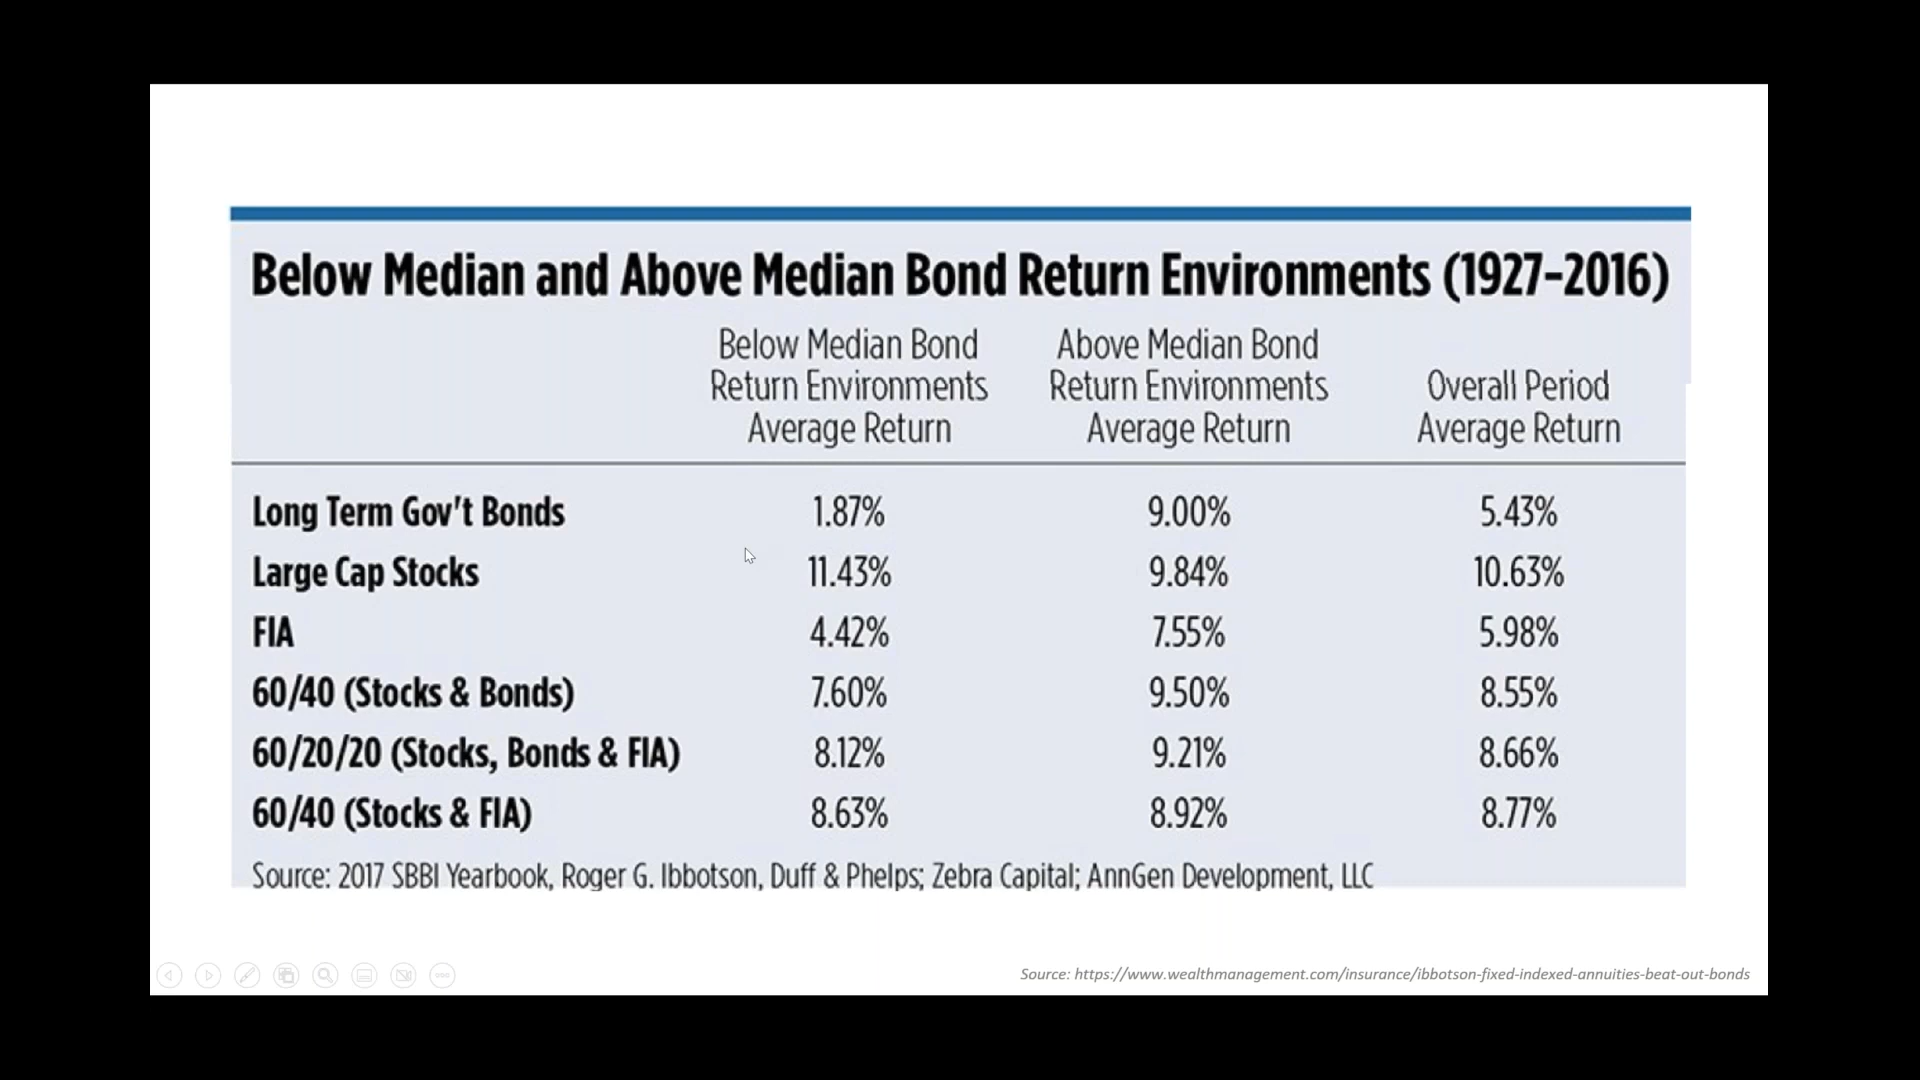 Below Median and Above Median Bond Return Environments (1927–2016)
Below Median Bond Return Environments Average Return
Above Median Bond Return Environments Average Return
Overall Period Average Return
Long Term Gov't Bonds 1.87% 9.00% 5.43%
Large Cap Stocks 11.43% 9.84% 10.63%
FIA 4.42% 7.55% 5.98%
60/40 (Stocks & Bonds) 7.60% 9.50% 8.55%
60/20/20 (Stocks, Bonds & FIA) 8.12% 9.21% 8.66%
60/40 (Stocks & FIA) 8.63% 8.92% 8.77%
Source: 2017 SBBI Yearbook, Roger G. Ibbotson, Duff & Phelps; Zebra Capital; AnnGen Development, LLC
Source: https://www.wealthmanagement.com/insurance/ibbotson-fixed-indexed-annuities-beat-out-bonds